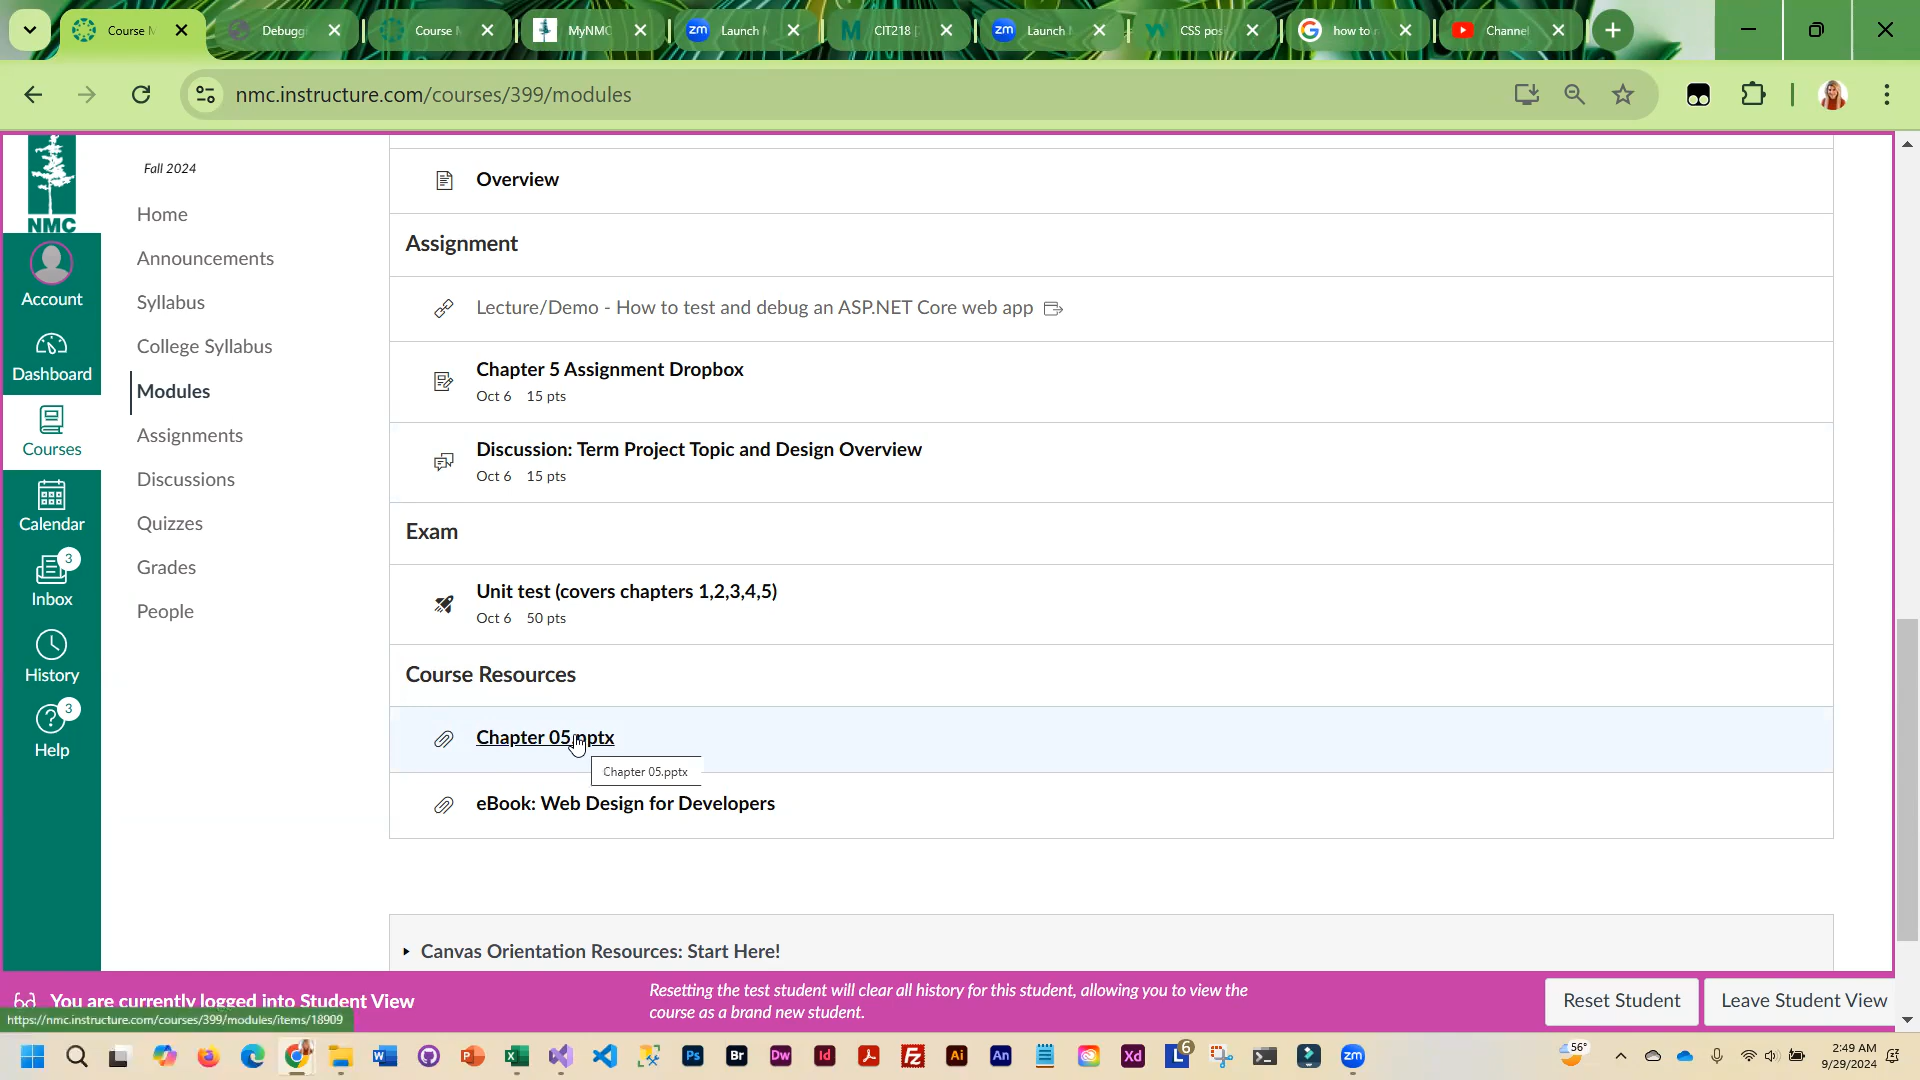 Course M
Debuggi
Course M
MyNMC
Launch
CIT218
Launch
CSS pos
how to
Channel
nmc.instructure.com/courses/399/modules
NMC
Account
Dashboard
Courses
Calendar
3
Inbox
History
3
Help
Fall 2024
Home
Announcements
Syllabus
College Syllabus
Modules
Assignments
Discussions
Quizzes
Grades
People
Overview
Assignment
Lecture/Demo - How to test and debug an ASP.NET Core web app
Chapter 5 Assignment Dropbox
Oct 6 15 pts
Discussion: Term Project Topic and Design Overview
Oct 6 15 pts
Exam
Unit test (covers chapters 1,2,3,4,5)
Oct 6 50 pts
Course Resources
Chapter 05.pptx
Chapter 05.pptx
eBook: Web Design for Developers
Canvas Orientation Resources: Start Here!
You are currently logged into Student View
Resetting the test student will clear all history for this student, allowing you to view the
course as a brand new student.
Reset Student
Leave Student View
https://nmc.instructure.com/courses/399/modules/items/18909
56°
2:49 AM
9/29/2024